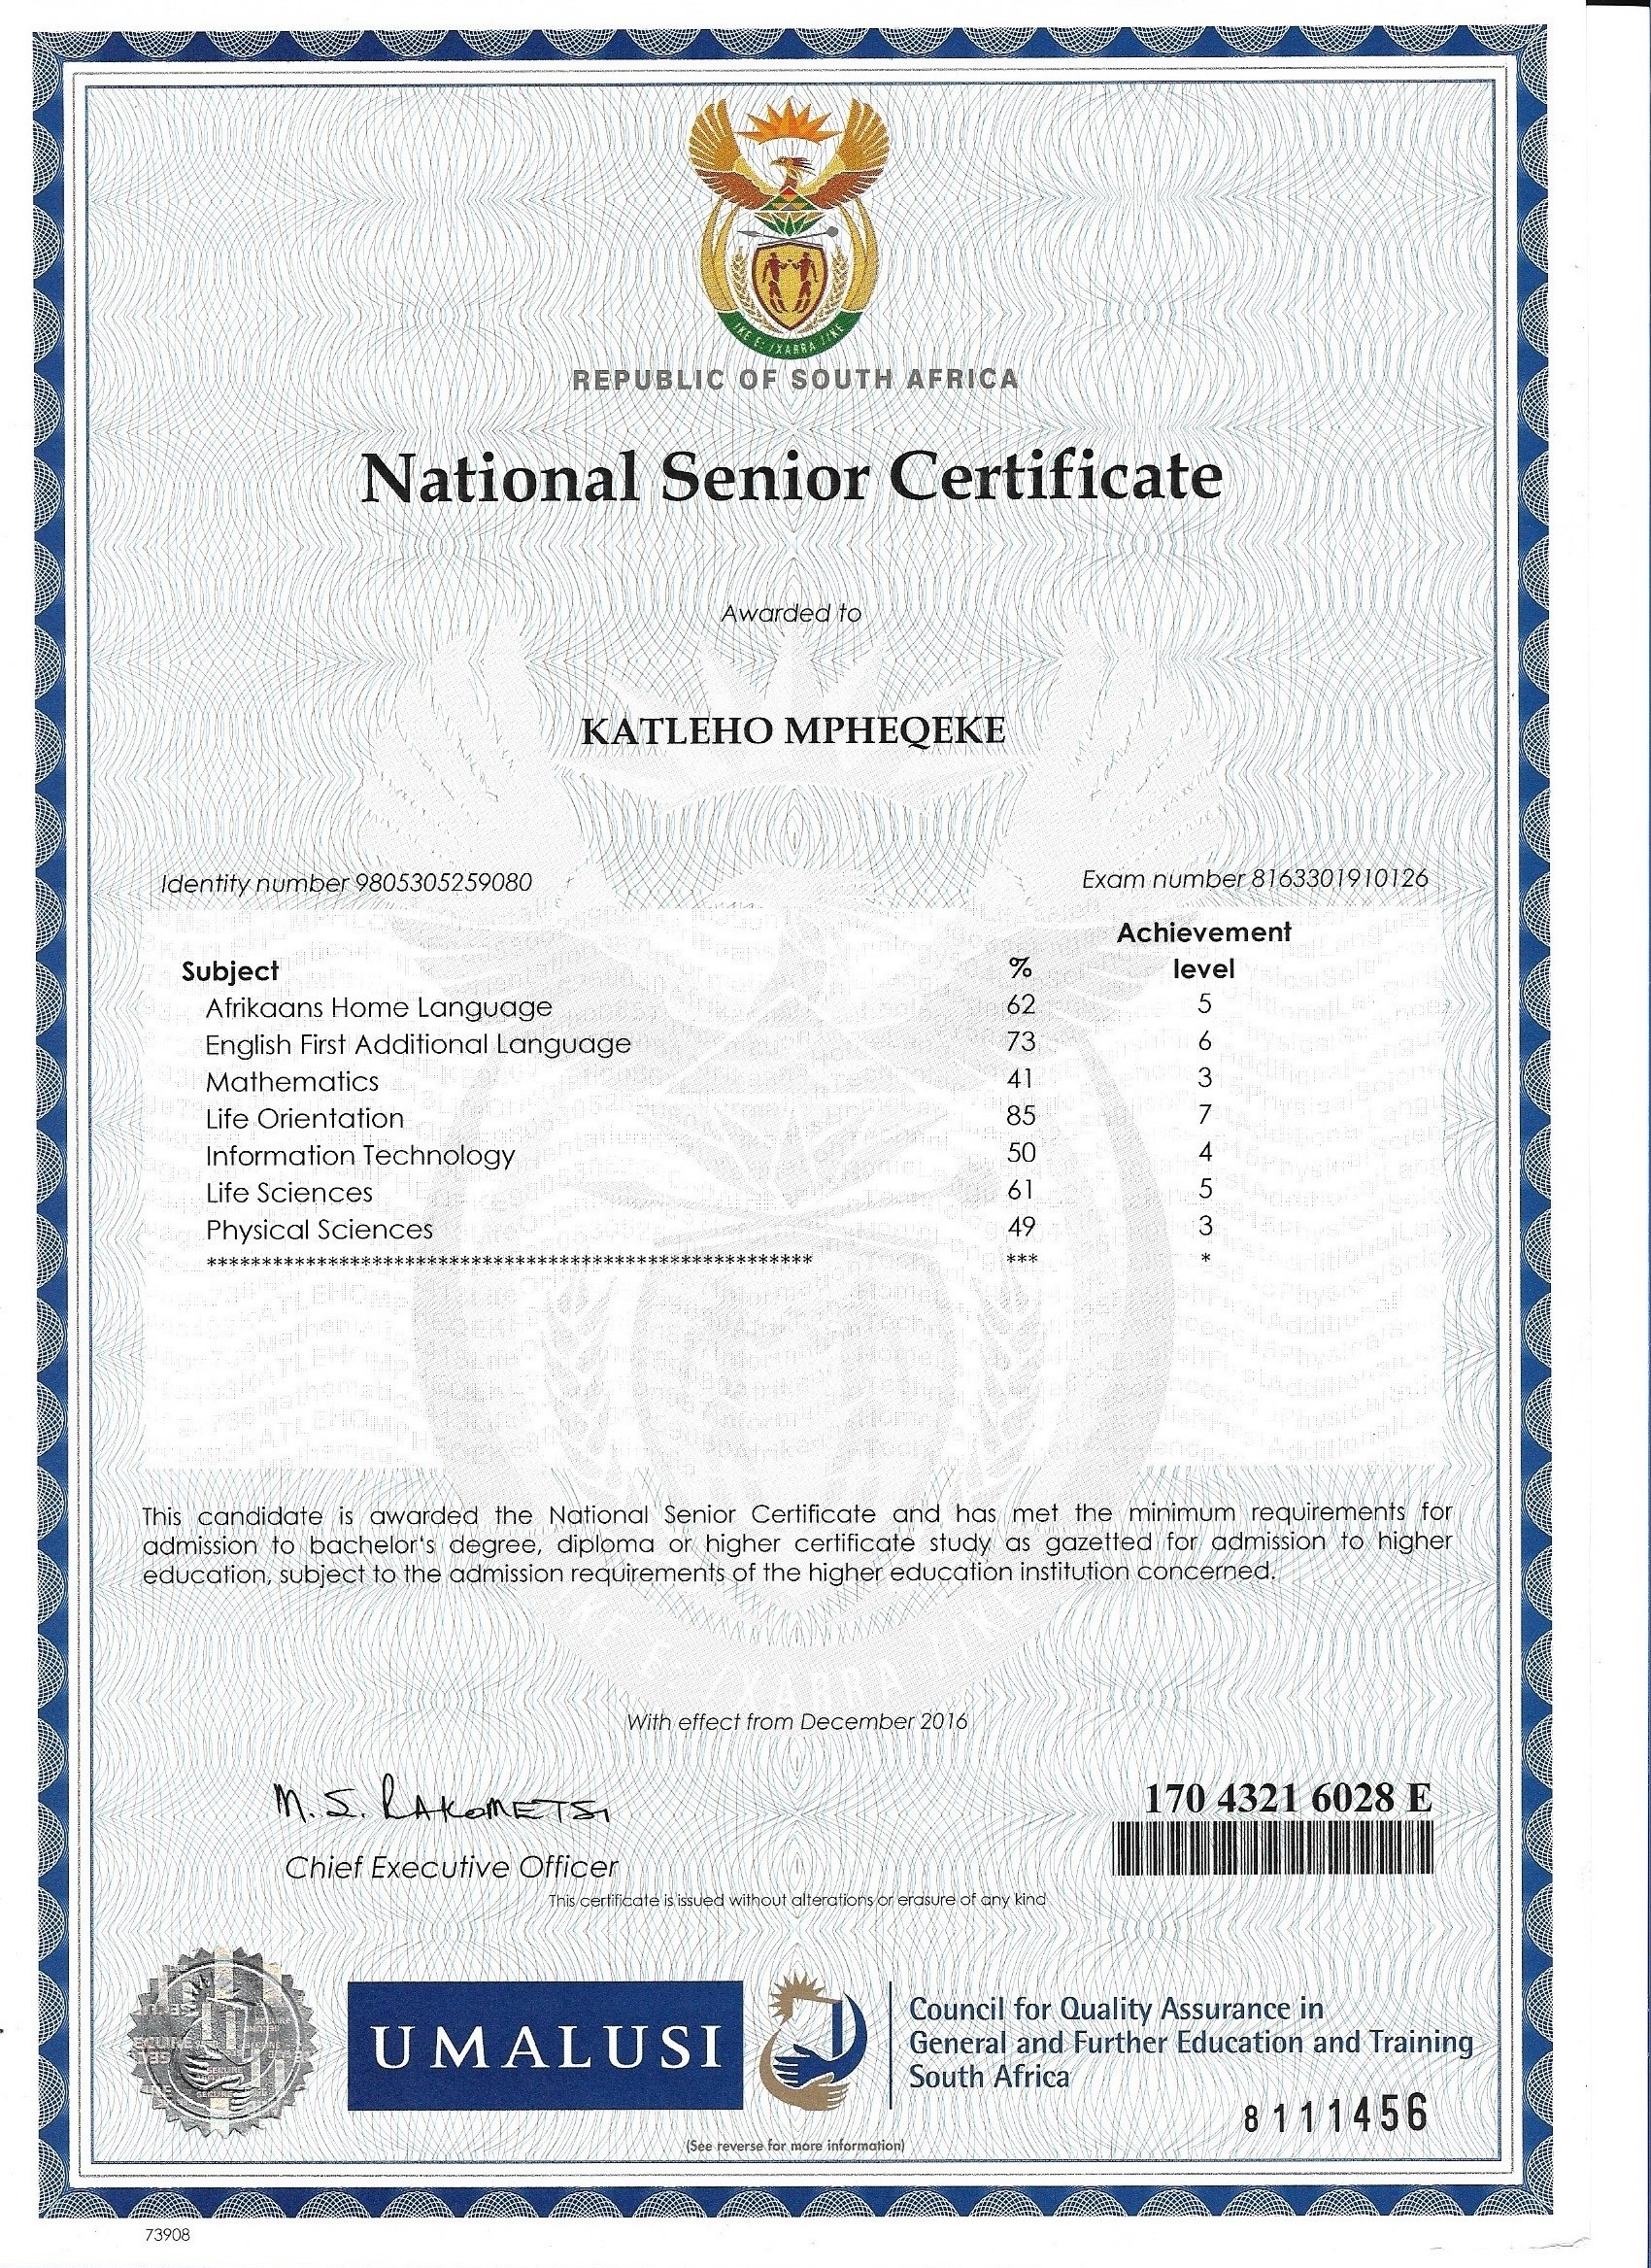 !KE E: /XARRA //KE
REPUBLIC OF SOUTH AFRICA
National Senior Certificate
Awarded to
KATLEHO MPHEQEKE
Identity number 9805305259080 Exam number 8163301910126
Achievement
Subject % level
Afrikaans Home Language 62 5
English First Additional Language 73 6
Mathematics 41 3
Life Orientation 85 7
Information Technology 50 4
Life Sciences 61 5
Physical Sciences 49 3
******************************************************* *** *
This candidate is awarded the National Senior Certificate and has met the minimum requirements for
admission to bachelor's degree, diploma or higher certificate study as gazetted for admission to higher
education, subject to the admission requirements of the higher education institution concerned.
With effect from December 2016
M.S. RAKOMETSI
170 4321 6028 E
Chief Executive Officer
This certificate is issued without alterations or erasure of any kind
UMALUSI
Council for Quality Assurance in
General and Further Education and Training
South Africa
8111456
(See reverse for more information)
73908